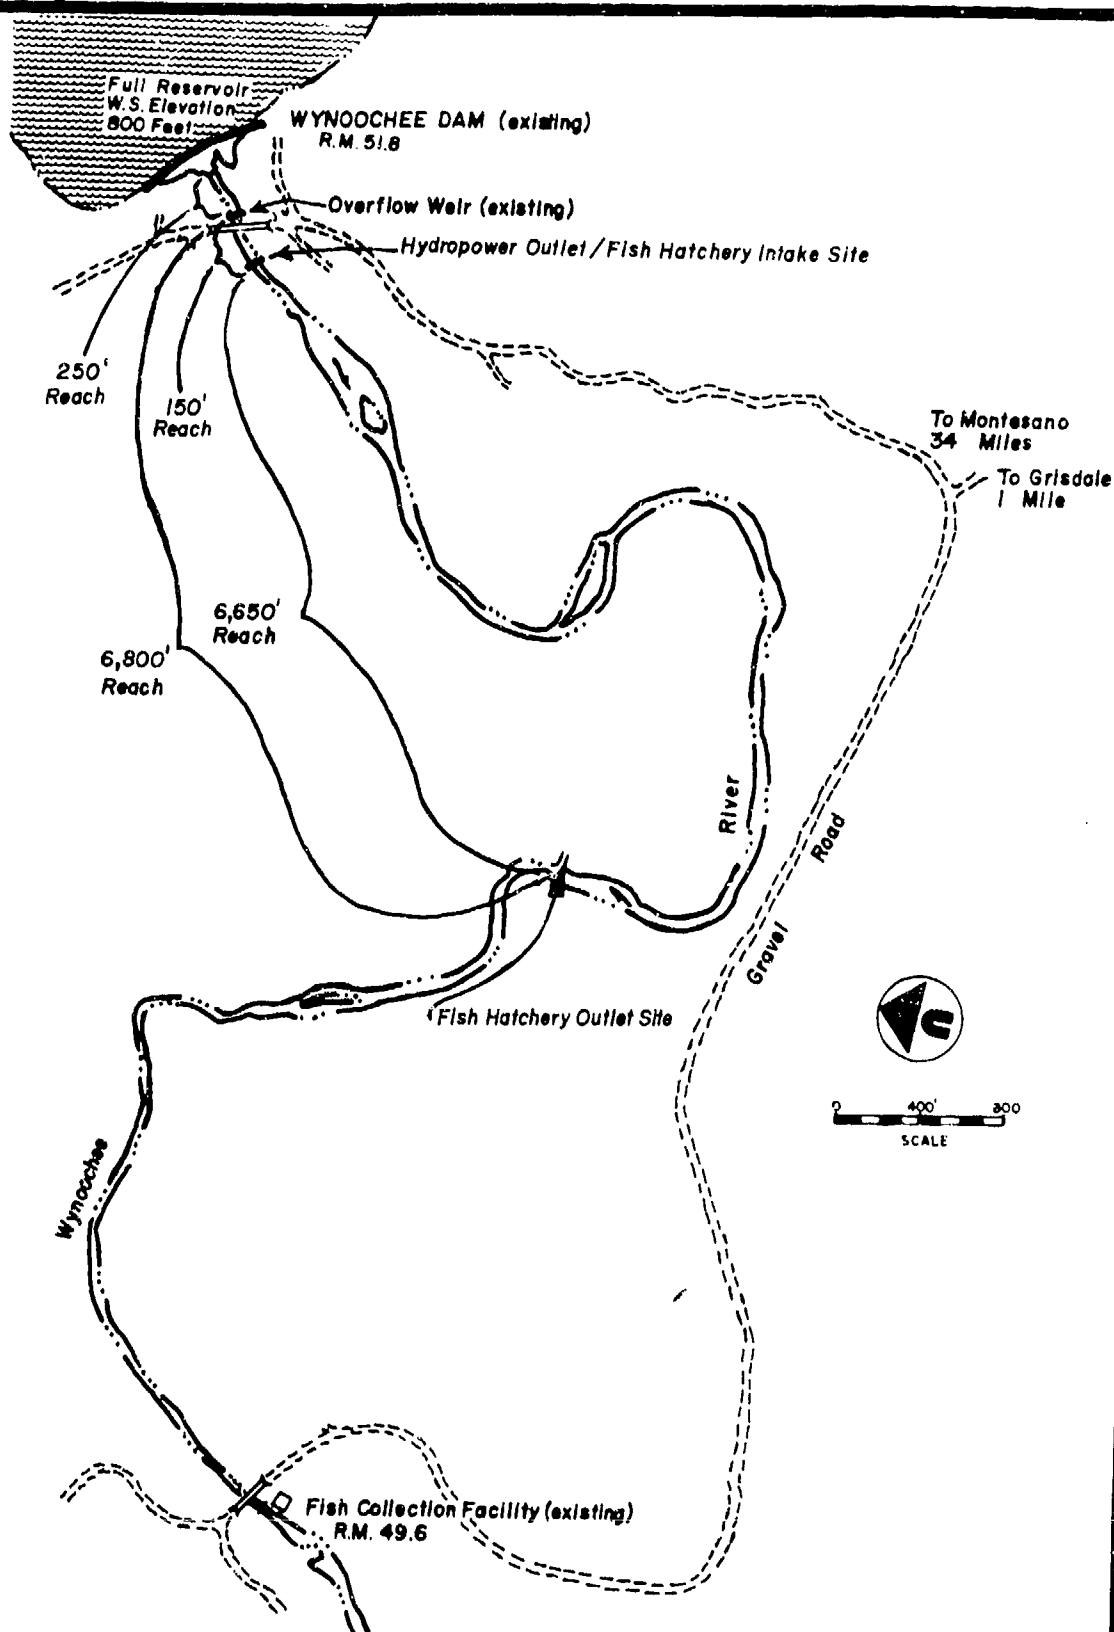 Full Reservoir
W.S. Elevation
800 Feet
WYNOOCHEE DAM (existing)
R.M. 51.8
Overflow Weir (existing)
Hydropower Outlet / Fish Hatchery Intake Site
250'
Reach
150'
Reach
To Montesano
34 Miles
To Grisdale
1 Mile
6,650'
Reach
6,800'
Reach
River
Road
Gravel
Fish Hatchery Outlet Site
n
0 400' 800
SCALE
Wynoochee
Fish Collection Facility (existing)
R.M. 49.6